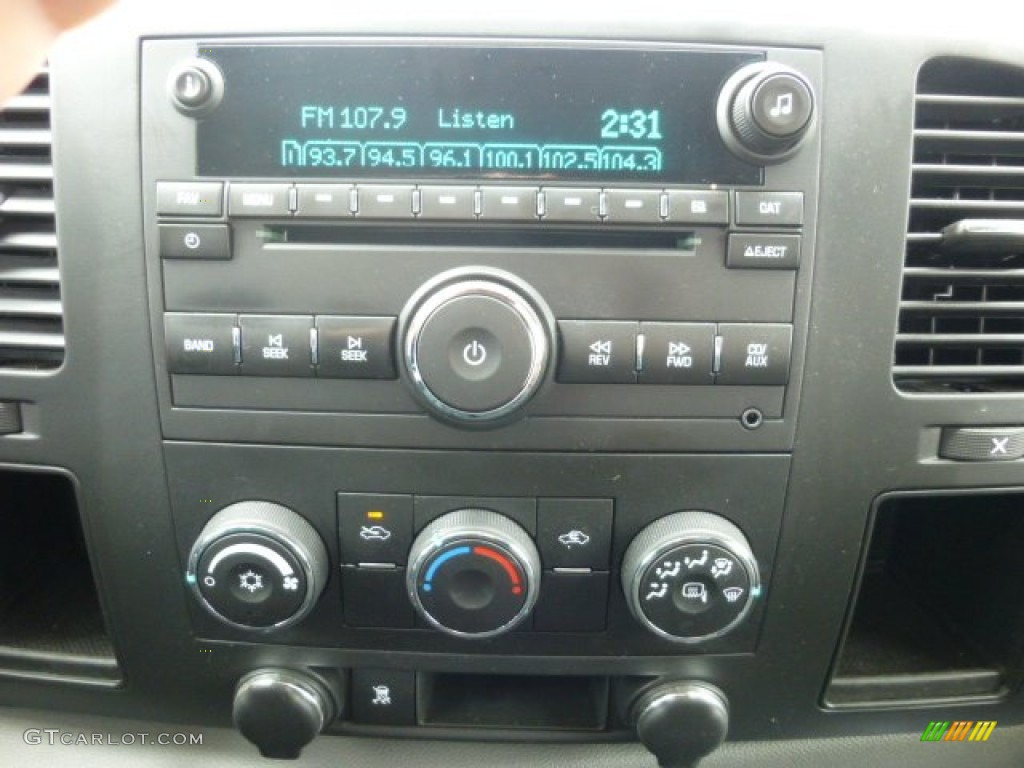 FM 107.9 Listen 2:31
93.7 94.5 96.1 100.1 102.5 104.3
FAV MENU CAT
EJECT
BAND SEEK SEEK REV FWD CD/
AUX
GTCARLOT.COM